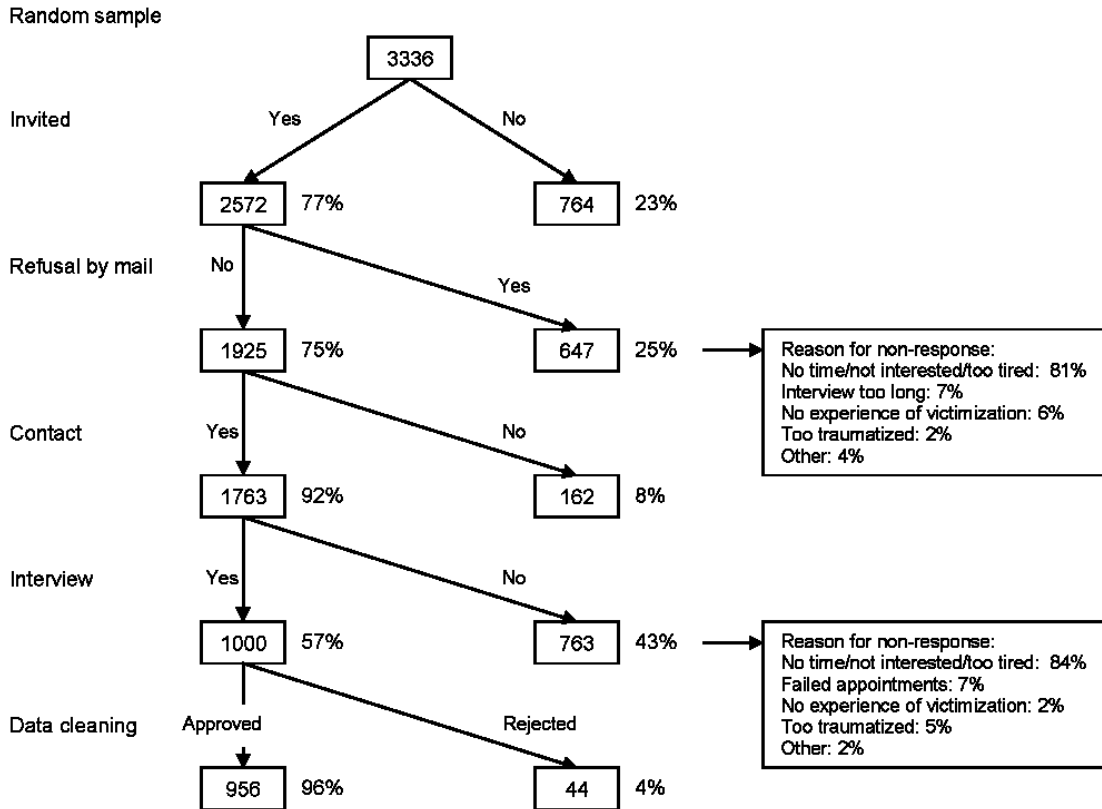 Random sample
3336
Invited
Yes
No
2572 77%
764 23%
Refusal by mail
No
Yes
1925 75%
647 25%
Reason for non-response:
No time/not interested/too tired: 81%
Interview too long: 7%
No experience of victimization: 6%
Too traumatized: 2%
Other: 4%
Contact
Yes
No
1763 92%
162 8%
Interview
Yes
No
1000 57%
763 43%
Reason for non-response:
No time/not interested/too tired: 84%
Failed appointments: 7%
No experience of victimization: 2%
Too traumatized: 5%
Other: 2%
Data cleaning
Approved
Rejected
956 96%
44 4%